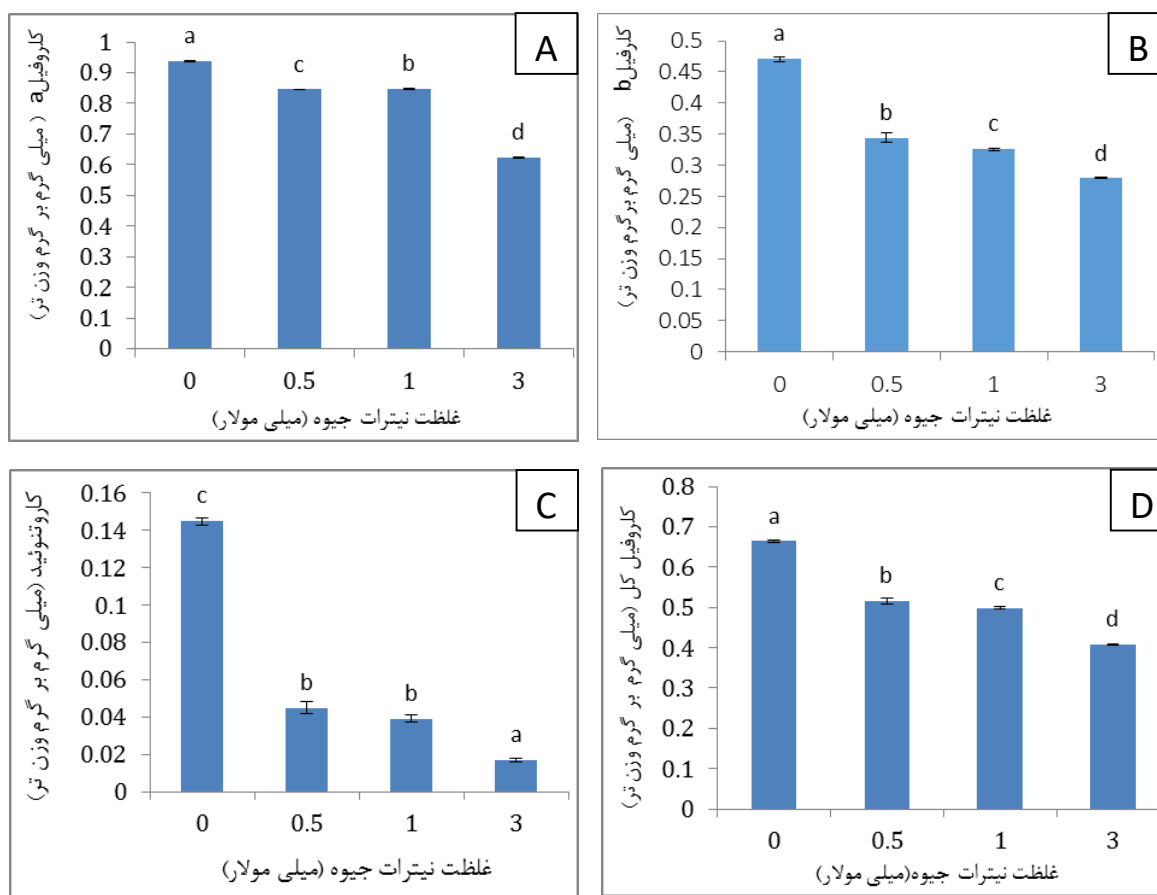 A
کلروفیل a ( میلی گرم بر گرم وزن تر)
1
0.9
0.8
0.7
0.6
0.5
0.4
0.3
0.2
0.1
0
a
c
b
d
0 0.5 1 3
غلظت نیترات جیوه (میلی مولار)
B
کلرفیل b (میلی گرم برگرم وزن تر)
0.5
0.45
0.4
0.35
0.3
0.25
0.2
0.15
0.1
0.05
0
a
b
c
d
0 0.5 1 3
غلظت نیترات جیوه (میلی مولار)
C
کاروتنوئید (میلی گرم بر گرم وزن تر)
0.16
0.14
0.12
0.1
0.08
0.06
0.04
0.02
0
c
b
b
a
0 0.5 1 3
غلظت نیترات جیوه (میلی مولار)
D
کلروفیل کل (میلی گرم بر گرم وزن تر)
0.8
0.7
0.6
0.5
0.4
0.3
0.2
0.1
0
a
b
c
d
0 0.5 1 3
غلظت نیترات جیوه(میلی مولار)